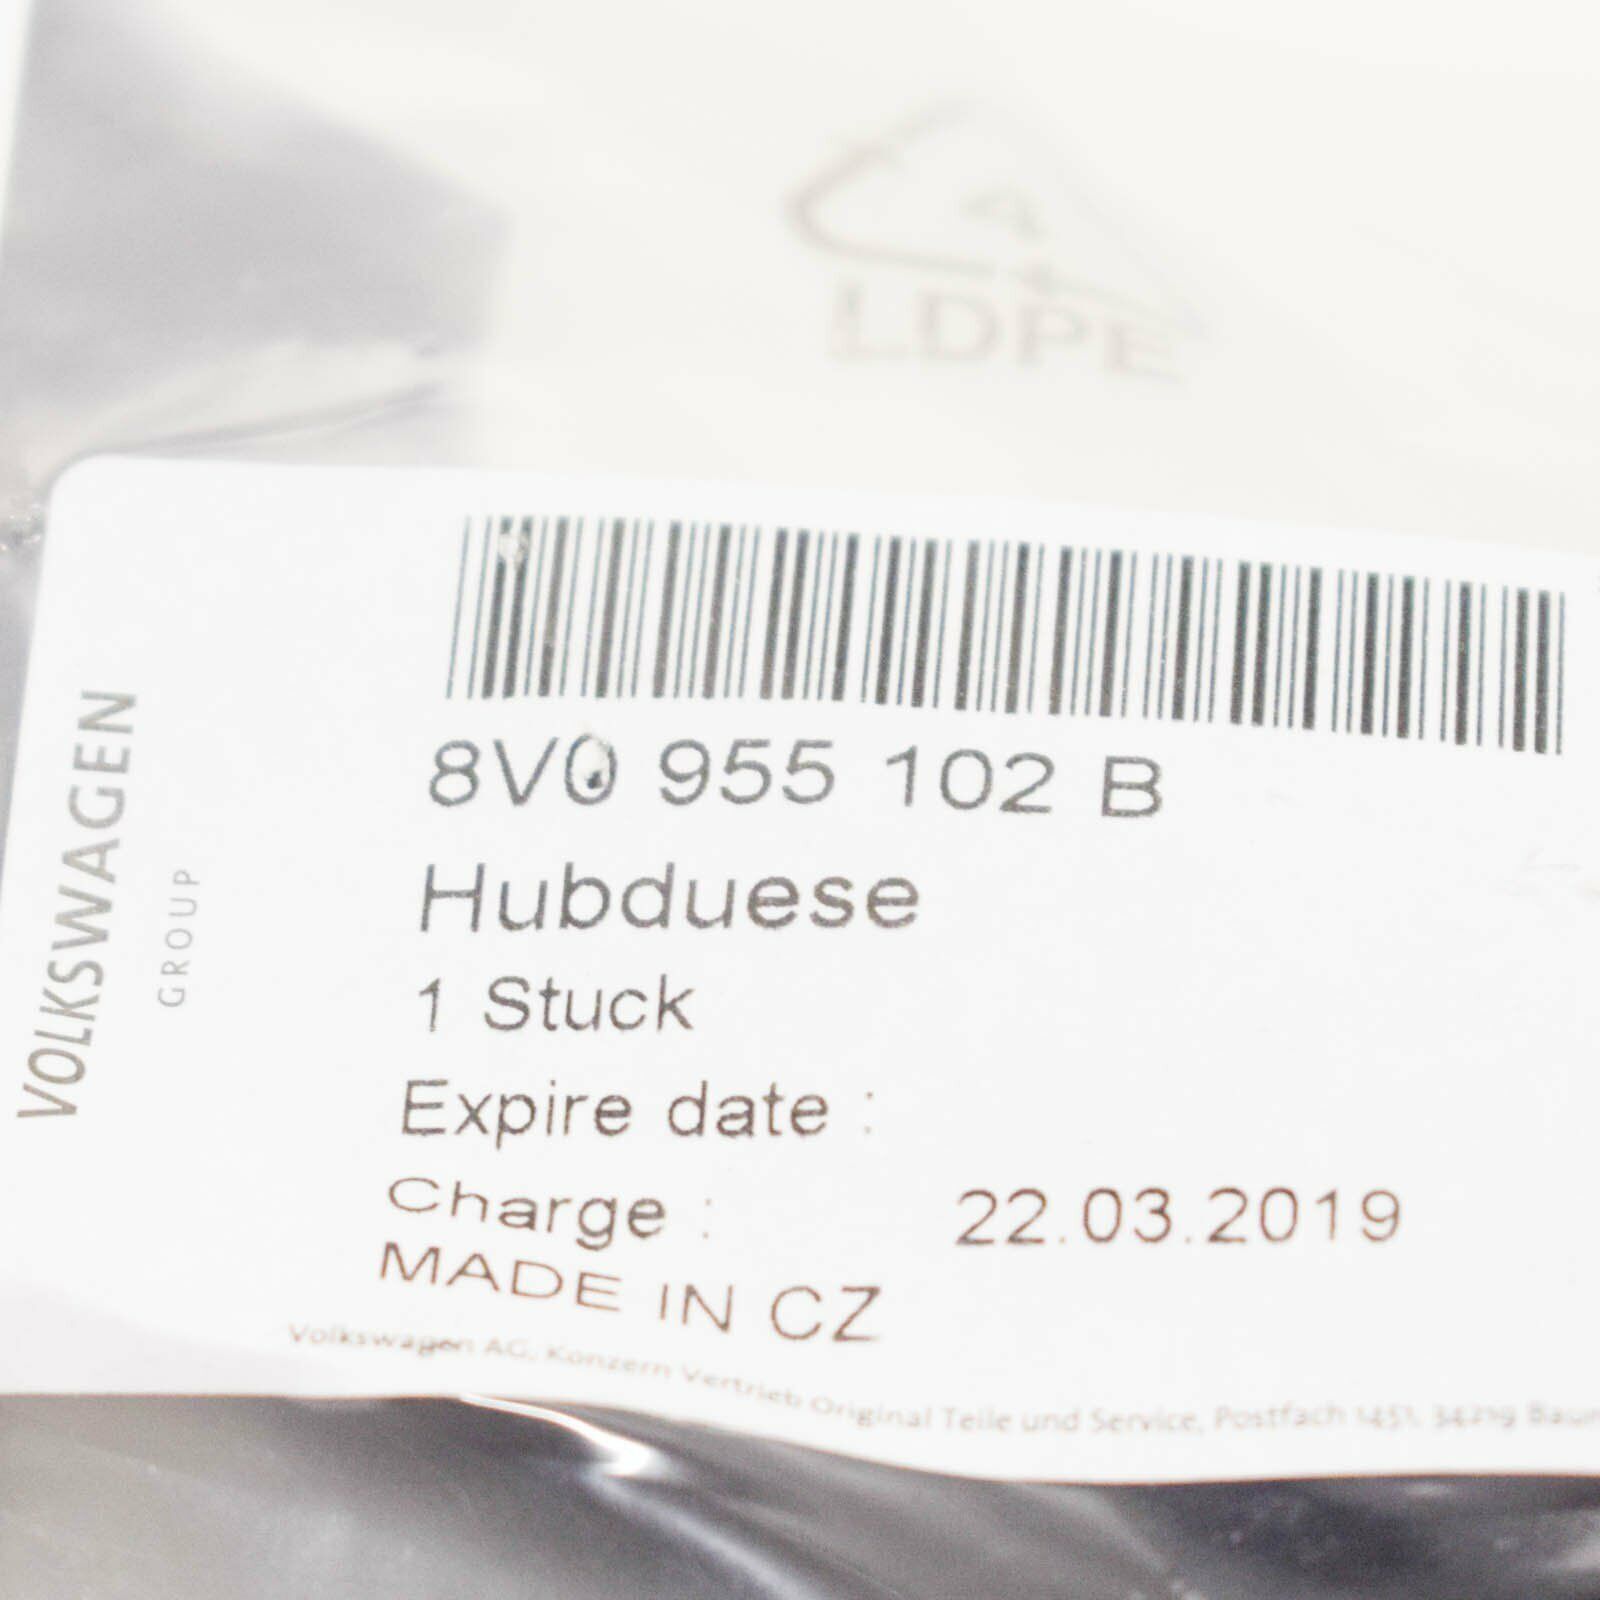 4
LDPE
VOLKSWAGEN
GROUP
8V0 955 102 B
Hubduese
1 Stuck
Expire date :
Charge : 22.03.2019
MADE IN CZ
Volkswagen AG, Konzern Vertrieb Original Teile und Service, Postfach 1451, 34219